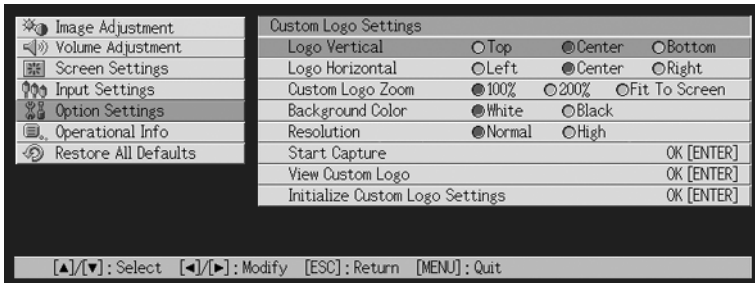 Image Adjustment
Volume Adjustment
Screen Settings
Input Settings
Option Settings
Operational Info
Restore All Defaults
Custom Logo Settings
Logo Vertical Top Center Bottom
Logo Horizontal Left Center Right
Custom Logo Zoom 100% 200% Fit To Screen
Background Color White Black
Resolution Normal High
Start Capture OK [ENTER]
View Custom Logo OK [ENTER]
Initialize Custom Logo Settings OK [ENTER]
[▲]/[▼] : Select [◄]/[►] : Modify [ESC] : Return [MENU] : Quit